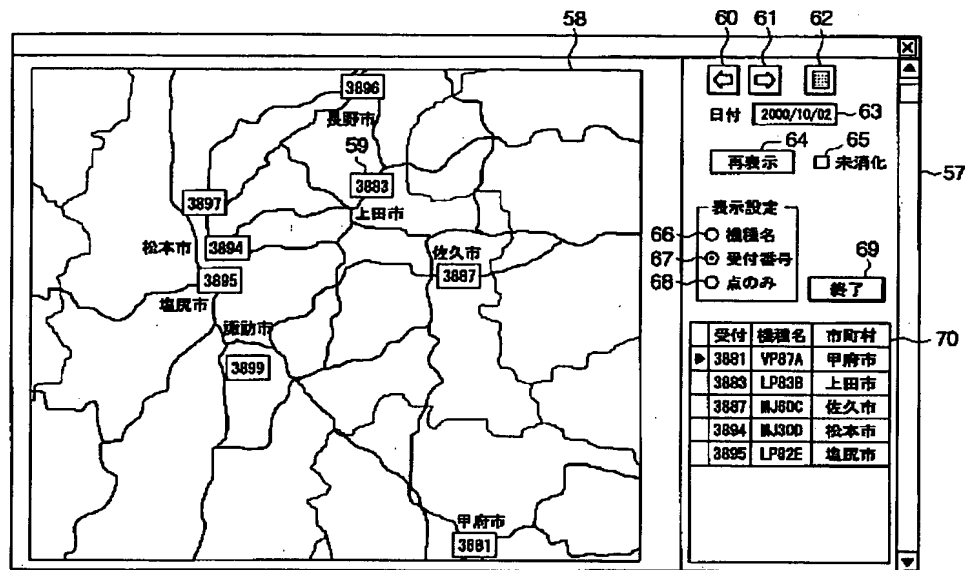 58
60
61
62
3896
長野市
59
3883
上田市
3897
松本市
3894
3895
塩尻市
諏訪市
3899
佐久市
3887
甲府市
3881
日付 2000/10/02 63
64
65
再表示 未消化
57
表示設定
66 機種名
67 受付番号
68 点のみ
69
終了
70
受付 機種名 市町村
3881 VP87A 甲府市
3883 LP83B 上田市
3887 MJ60C 佐久市
3894 MJ30D 松本市
3895 LP82E 塩尻市